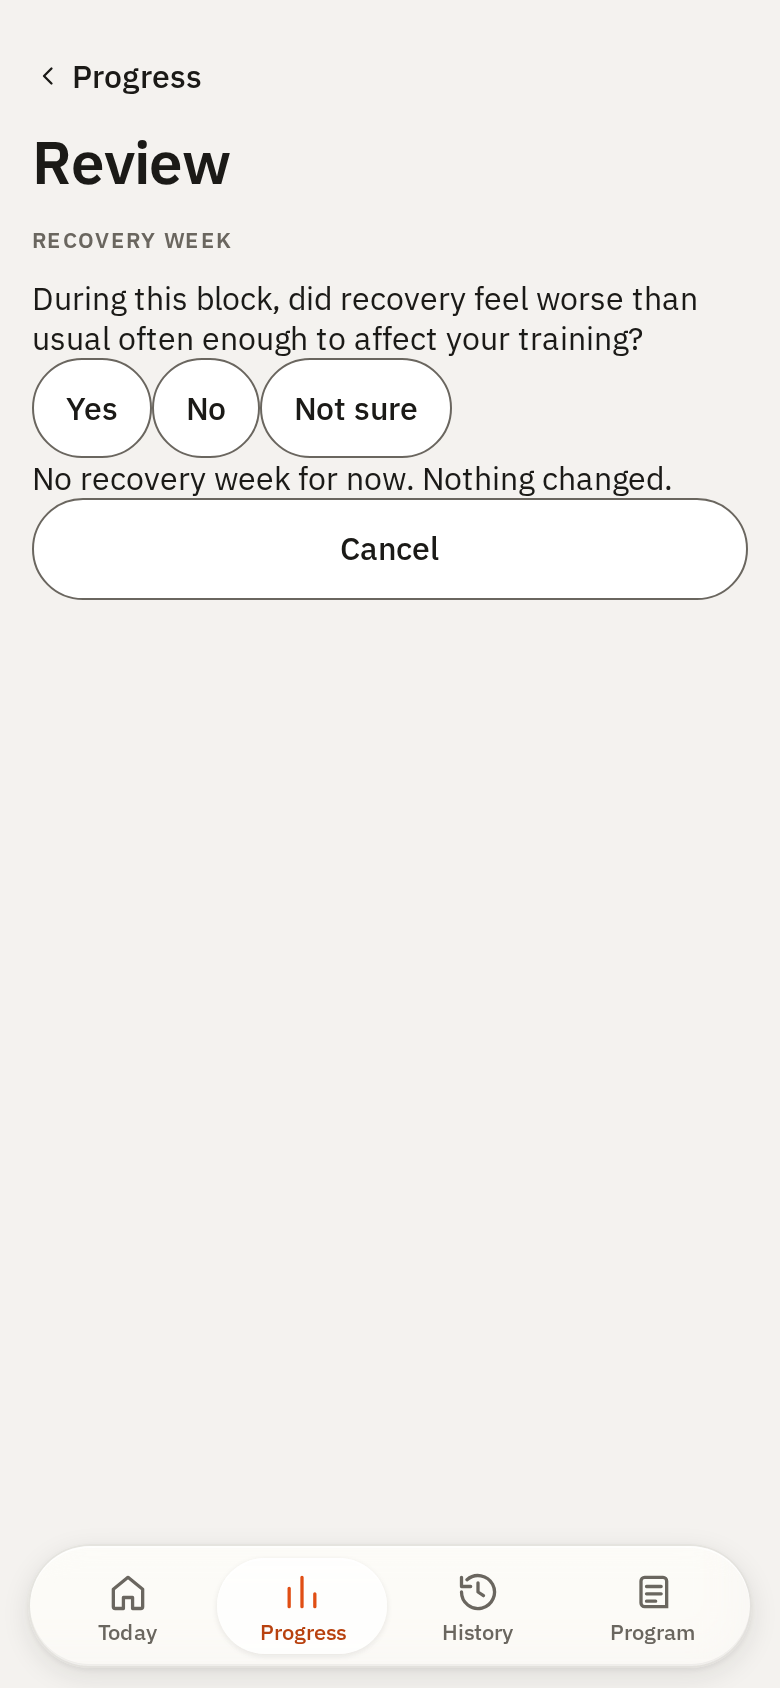 Progress
Review
RECOVERY WEEK
During this block, did recovery feel worse than
usual often enough to affect your training?
Yes No Not sure
No recovery week for now. Nothing changed.
Cancel
Today Progress History Program